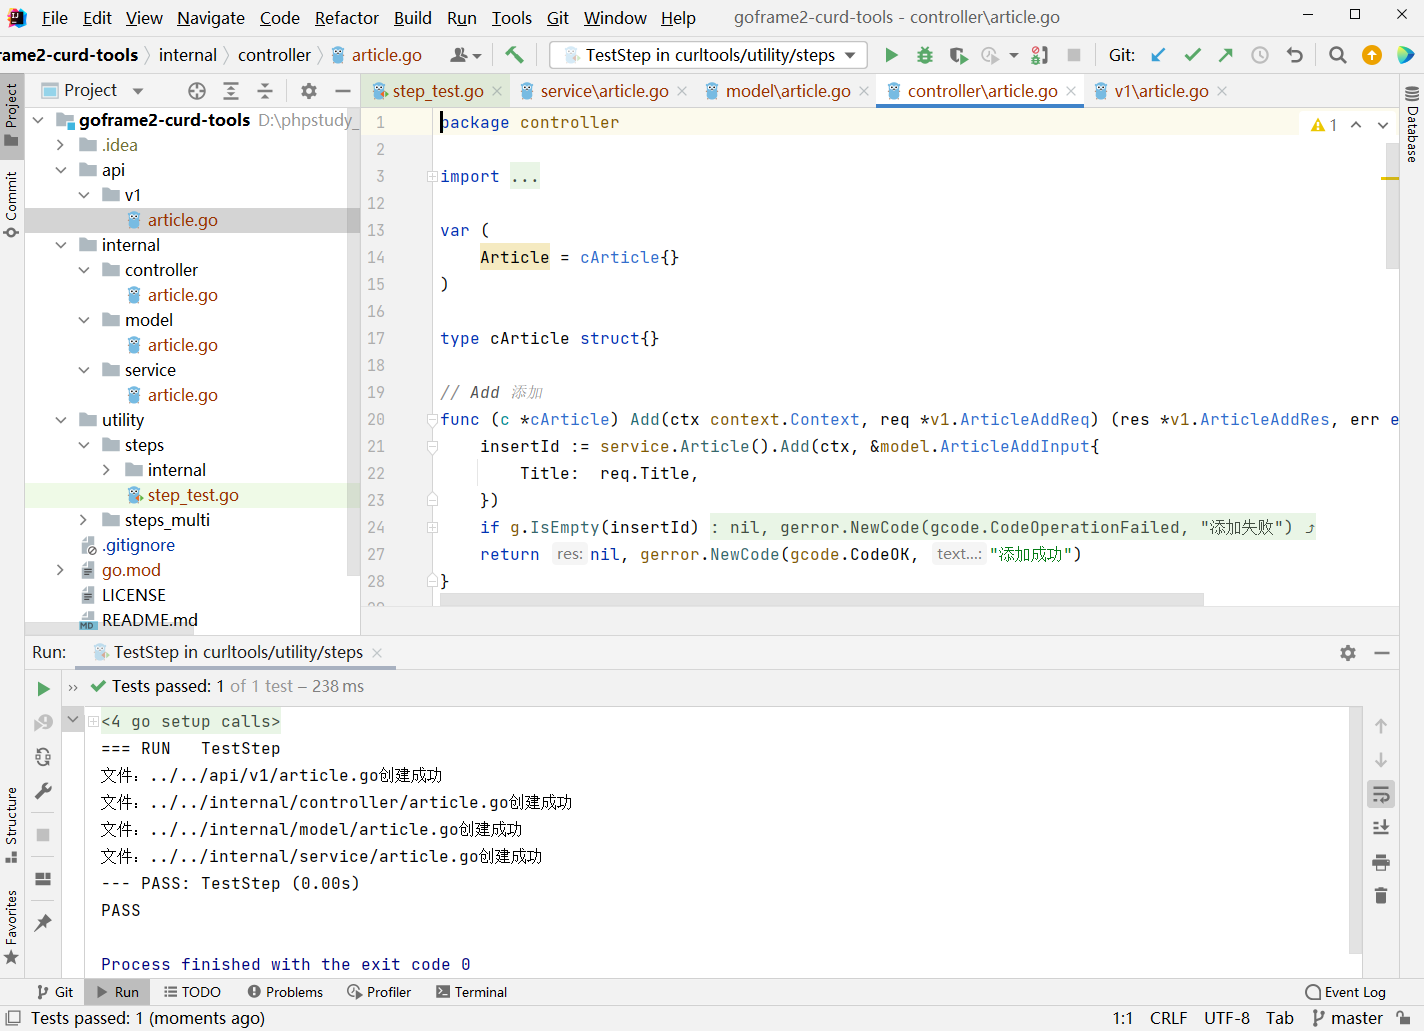 File Edit View Navigate Code Refactor Build Run Tools Git Window Help goframe2-curd-tools - controller\article.go
frame2-curd-tools internal controller article.go TestStep in curltools/utility/steps Git:
Project step_test.go service\article.go model\article.go controller\article.go v1\article.go
Project
Commit
Structure
Favorites
Database
goframe2-curd-tools D:\phpstudy_
.idea
api
v1
article.go
internal
controller
article.go
model
article.go
service
article.go
utility
steps
internal
step_test.go
steps_multi
.gitignore
go.mod
LICENSE
README.md
1 package controller 1
2
3 import ...
12
13 var (
14 Article = cArticle{}
15 )
16
17 type cArticle struct{}
18
19 // Add 添加
20 func (c *cArticle) Add(ctx context.Context, req *v1.ArticleAddReq) (res *v1.ArticleAddRes, err e
21 insertId := service.Article().Add(ctx, &model.ArticleAddInput{
22 Title: req.Title,
23 })
24 if g.IsEmpty(insertId) : nil, gerror.NewCode(gcode.CodeOperationFailed, "添加失败")
27 return res: nil, gerror.NewCode(gcode.CodeOK, text...: "添加成功")
28 }
Run: TestStep in curltools/utility/steps
» Tests passed: 1 of 1 test – 238 ms
<4 go setup calls>
=== RUN TestStep
文件：../../api/v1/article.go创建成功
文件：../../internal/controller/article.go创建成功
文件：../../internal/model/article.go创建成功
文件：../../internal/service/article.go创建成功
--- PASS: TestStep (0.00s)
PASS
Process finished with the exit code 0
Git Run TODO Problems Profiler Terminal Event Log
Tests passed: 1 (moments ago) 1:1 CRLF UTF-8 Tab master